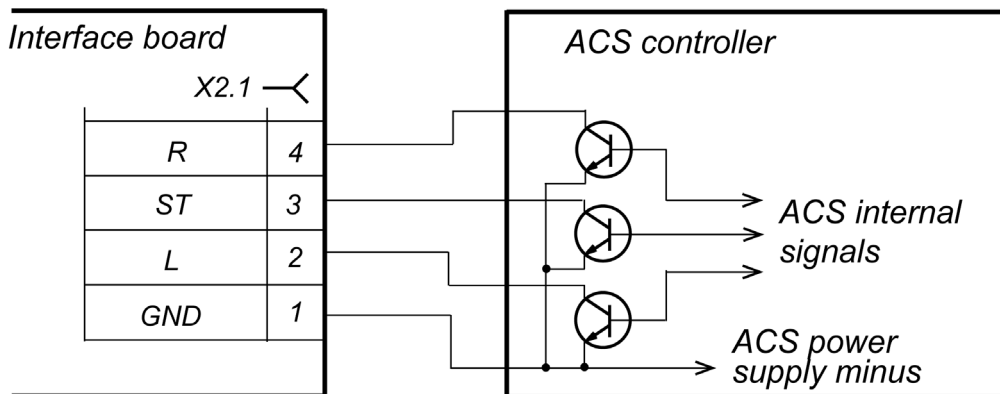 Interface board
ACS controller
X2.1
R 4
ST 3
L 2
GND 1
ACS internal
signals
ACS power
supply minus